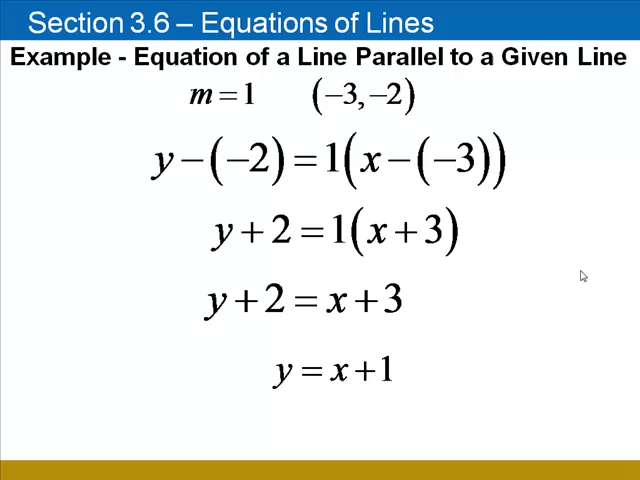 Section 3.6 – Equations of Lines
Example - Equation of a Line Parallel to a Given Line
m = 1 (−3, −2)
y − (−2) = 1(x − (−3))
y + 2 = 1(x + 3)
y + 2 = x + 3
y = x + 1